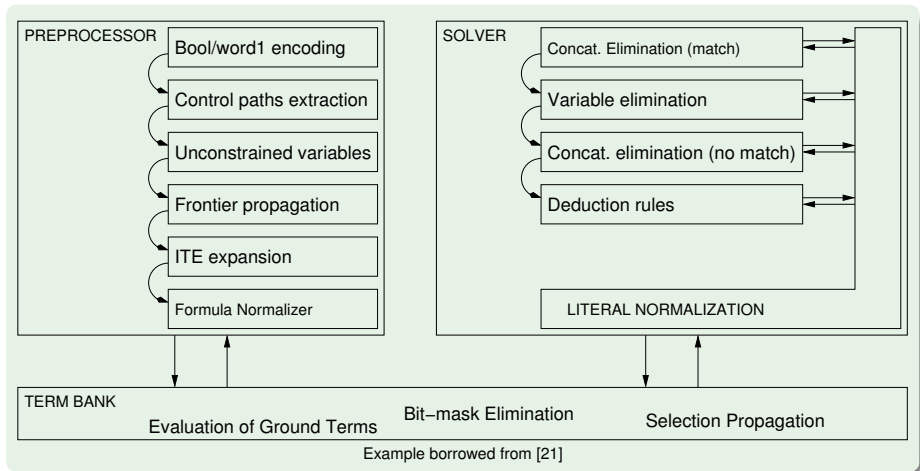 PREPROCESSOR
Bool/word1 encoding
Control paths extraction
Unconstrained variables
Frontier propagation
ITE expansion
Formula Normalizer
SOLVER
Concat. Elimination (match)
Variable elimination
Concat. elimination (no match)
Deduction rules
LITERAL NORMALIZATION
TERM BANK
Evaluation of Ground Terms
Bit−mask Elimination
Selection Propagation
Example borrowed from [21]